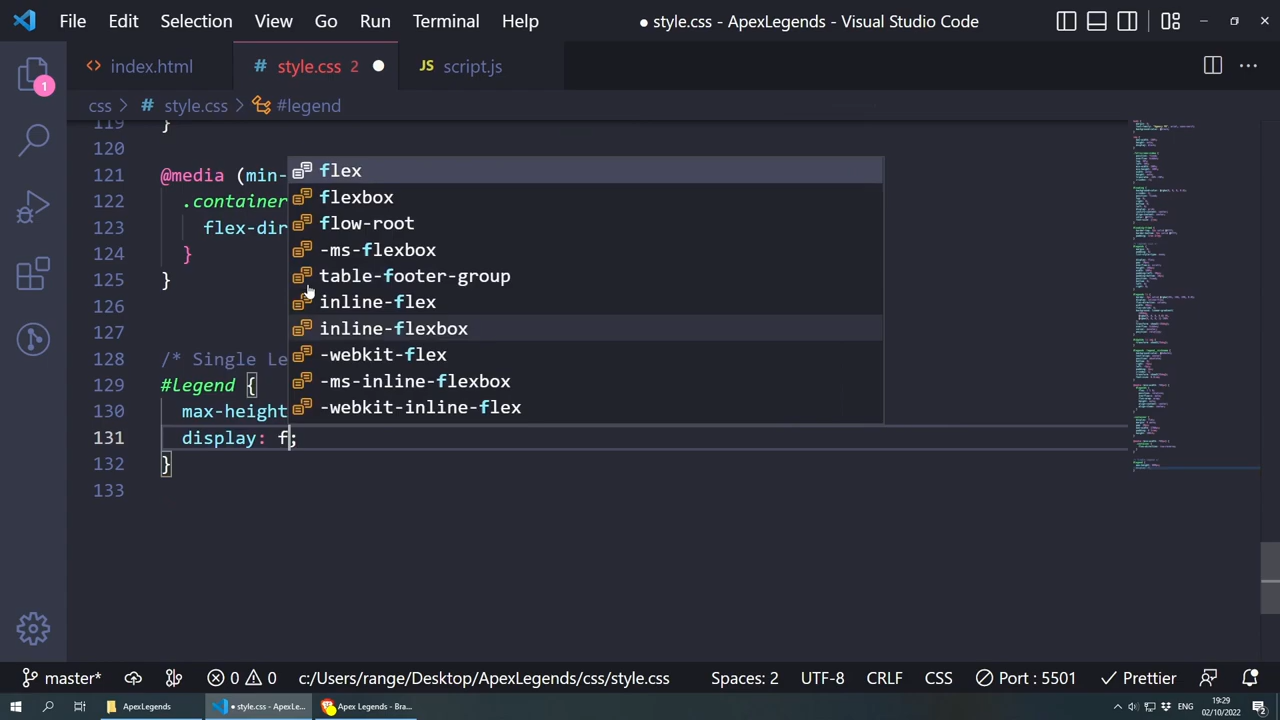 File Edit Selection View Go Run Terminal Help ● style.css - ApexLegends - Visual Studio Code
<> index.html # style.css 2 ● JS script.js
css > # style.css > #legend
119 }
120
121 @media (min-
122 .container
123 flex-dir
124 }
125 }
126
127
128 /* Single Le
129 #Legend {
130 max-height
131 display: f;
132 }
133
flex
flexbox
flow-root
-ms-flexbox
table-footer-group
inline-flex
inline-flexbox
-webkit-flex
-ms-inline-flexbox
-webkit-inline-flex
1
master* 0 0 c:/Users/range/Desktop/ApexLegends/css/style.css Spaces: 2 UTF-8 CRLF CSS Port : 5501 Prettier
ApexLegends ● style.css - ApexLe... Apex Legends - Bra... ENG 19:29
02/10/2022 2